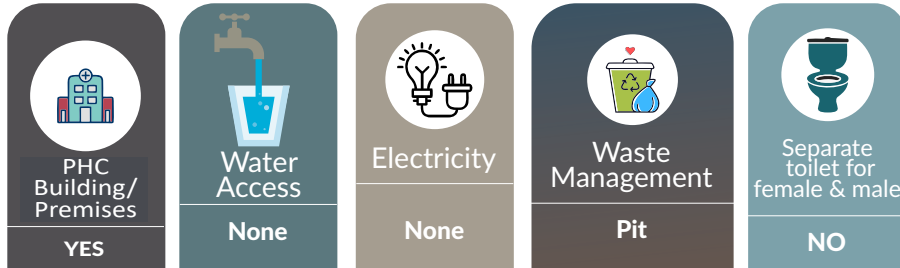 PHC
Building/
Premises
YES
Water
Access
None
Electricity
None
Waste
Management
Pit
Separate
toilet for
female & male
NO